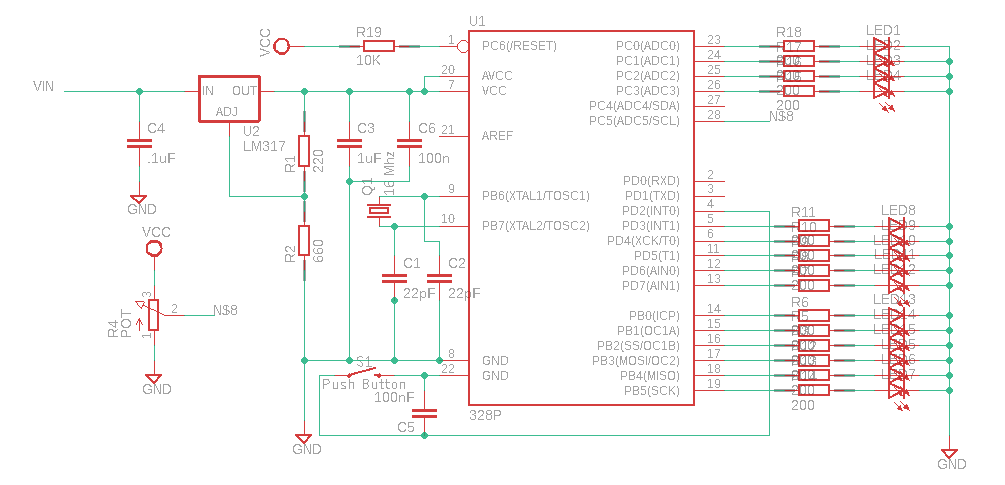 U1
VCC
R19
10K
1
PC6(/RESET)
20
AVCC
7
VCC
21
AREF
9
PB6(XTAL1/TOSC1)
10
PB7(XTAL2/TOSC2)
8
GND
22
GND
328P
PC0(ADC0)
23
PC1(ADC1)
24
PC2(ADC2)
25
PC3(ADC3)
26
PC4(ADC4/SDA)
27
PC5(ADC5/SCL)
28
N$8
PD0(RXD)
2
PD1(TXD)
3
PD2(INT0)
4
PD3(INT1)
5
PD4(XCK/T0)
6
PD5(T1)
11
PD6(AIN0)
12
PD7(AIN1)
13
PB0(ICP)
14
PB1(OC1A)
15
PB2(SS/OC1B)
16
PB3(MOSI/OC2)
17
PB4(MISO)
18
PB5(SCK)
19
R18
R17
200
LED1
LED2
R11
R10
200
LED8
R6
R5
200
LED13
VIN
IN
OUT
ADJ
U2
LM317
C4
.1uF
GND
R1
220
R2
660
C3
1uF
C6
100n
Q1
16 Mhz
C1
22pF
C2
22pF
VCC
R4
POT
3
2
1
N$8
GND
S1
Push Button
100nF
C5
GND
GND